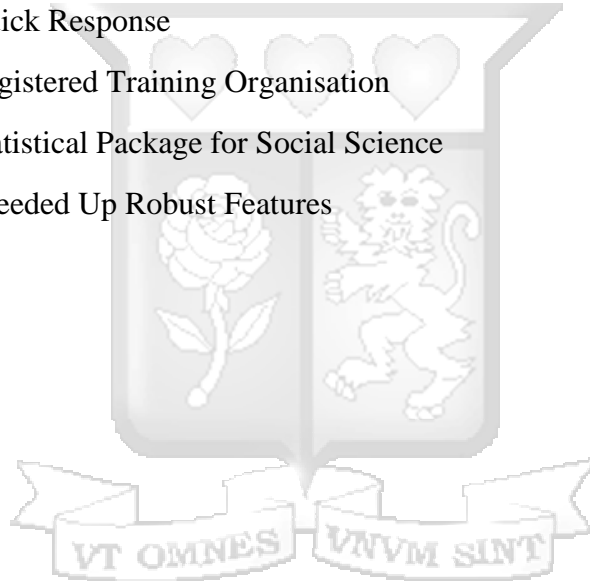 ick Response
gistered Training Organisation
atistical Package for Social Science
eeded Up Robust Features
VT OMNES VNVM SINT